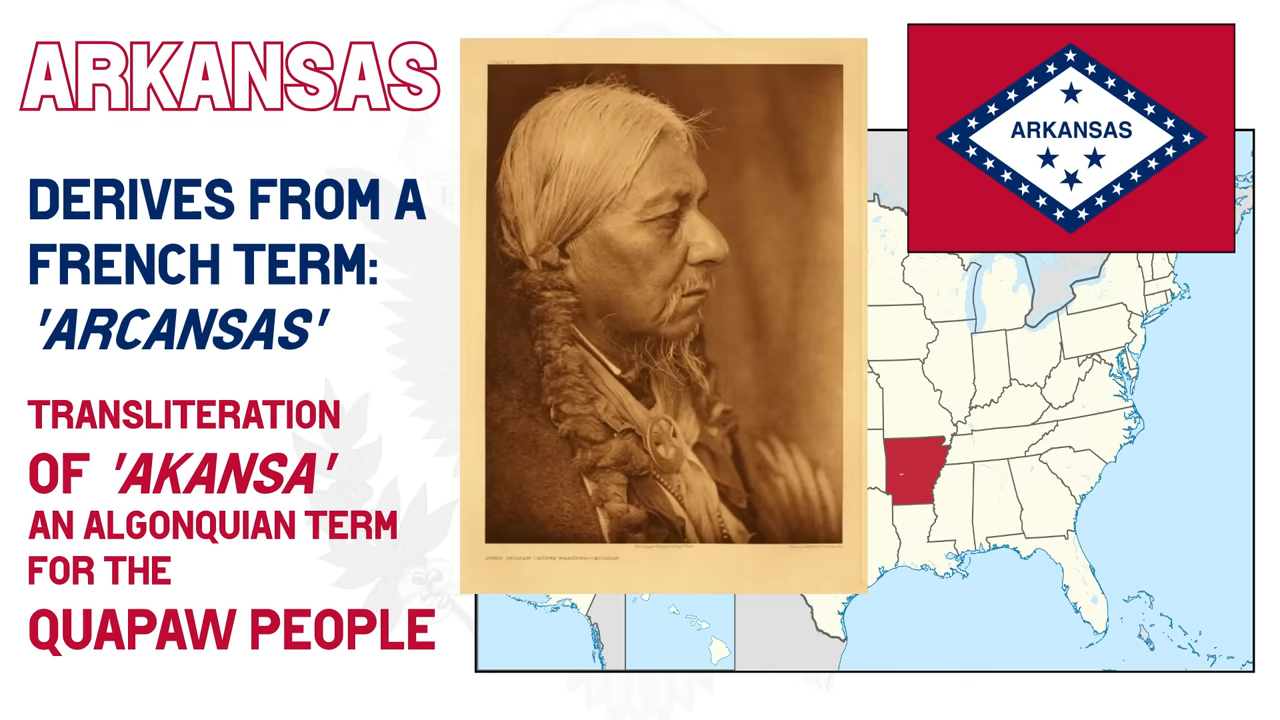 ARKANSAS
DERIVES FROM A
FRENCH TERM:
'ARCANSAS'
TRANSLITERATION
OF 'AKANSA'
AN ALGONQUIAN TERM
FOR THE
QUAPAW PEOPLE
ARKANSAS